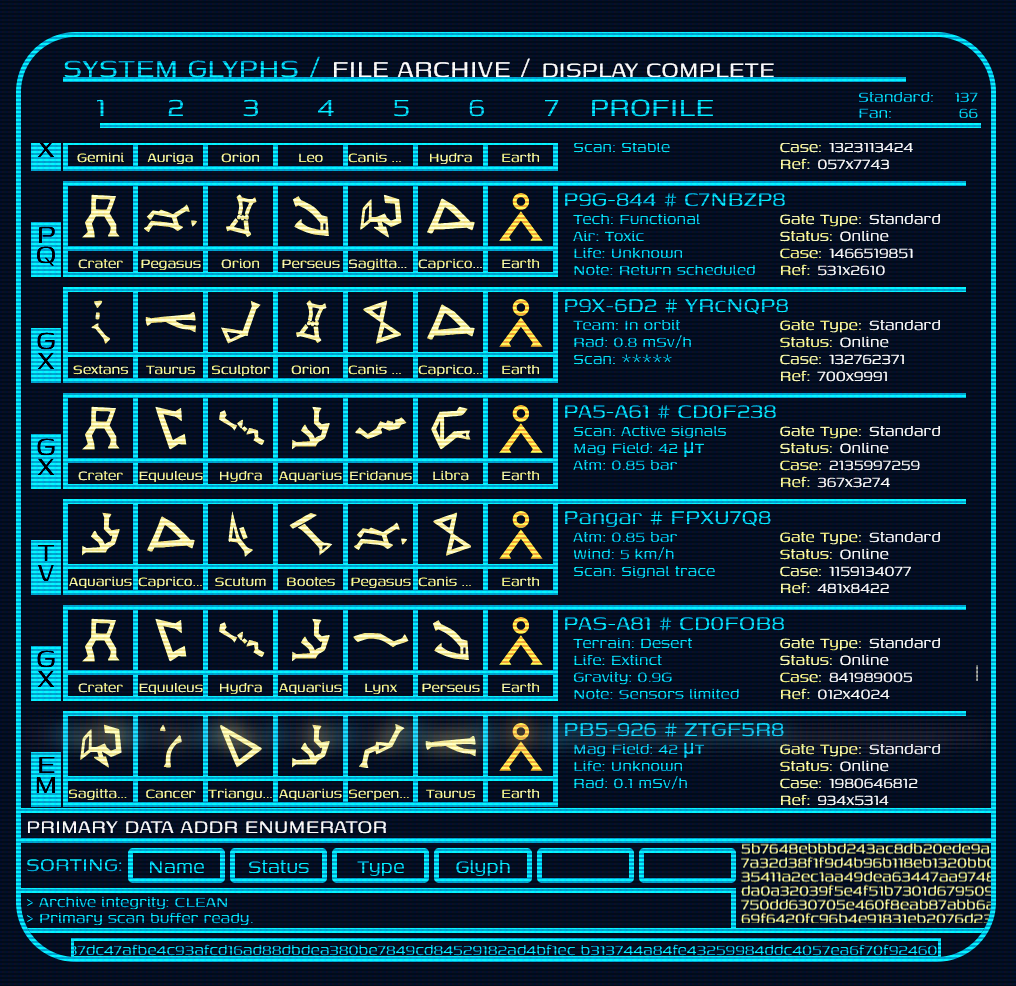 SYSTEM GLYPHS / FILE ARCHIVE / DISPLAY COMPLETE
1 2 3 4 5 6 7 PROFILE
Standard: 137
Fan: 66
X
Gemini Auriga Orion Leo Canis ... Hydra Earth
Scan: Stable
Case: 1323113424
Ref: 057x7743
PQ
Crater Pegasus Orion Perseus Sagitta... Caprico... Earth
P9G-844 # C7NBZP8
Tech: Functional
Air: Toxic
Life: Unknown
Note: Return scheduled
Gate Type: Standard
Status: Online
Case: 1466519851
Ref: 531x2610
GX
Sextans Taurus Sculptor Orion Canis ... Caprico... Earth
P9X-6D2 # YRcNQP8
Team: In orbit
Rad: 0.8 mSv/h
Scan: *****
Gate Type: Standard
Status: Online
Case: 132762371
Ref: 700x9991
GX
Crater Equuleus Hydra Aquarius Eridanus Libra Earth
PA5-A61 # CD0F238
Scan: Active signals
Mag Field: 42 µT
Atm: 0.85 bar
Gate Type: Standard
Status: Online
Case: 2135997259
Ref: 367x3274
TV
Aquarius Caprico... Scutum Bootes Pegasus Canis ... Earth
Pangar # FPXU7Q8
Atm: 0.85 bar
Wind: 5 km/h
Scan: Signal trace
Gate Type: Standard
Status: Online
Case: 1159134077
Ref: 481x8422
GX
Crater Equuleus Hydra Aquarius Lynx Perseus Earth
PA5-A81 # CD0FOB8
Terrain: Desert
Life: Extinct
Gravity: 0.9G
Note: Sensors limited
Gate Type: Standard
Status: Online
Case: 841989005
Ref: 012x4024
EM
Sagitta... Cancer Triangu... Aquarius Serpen... Taurus Earth
PB5-926 # ZTGF5R8
Mag Field: 42 µT
Life: Unknown
Rad: 0.1 mSv/h
Gate Type: Standard
Status: Online
Case: 1980646812
Ref: 934x5314
PRIMARY DATA ADDR ENUMERATOR
SORTING: Name Status Type Glyph
> Archive integrity: CLEAN
> Primary scan buffer ready.
5b7648ebbbd243ac8db20ede9a
7a32d38f1f9d4b96b118eb1320bb0
35411a2ec1aa49dea63447aa9748
da0a32039f5e4f51b7301d679509
750dd630705e460f8eab87abb6a
69f6420fc96b4e91831eb2076d23
37dc47afbe4c93afcd16ad88dbdea380be7849cd84529182ad4bf1ec b313744a84fe43259984ddc4057ea6f70f92460